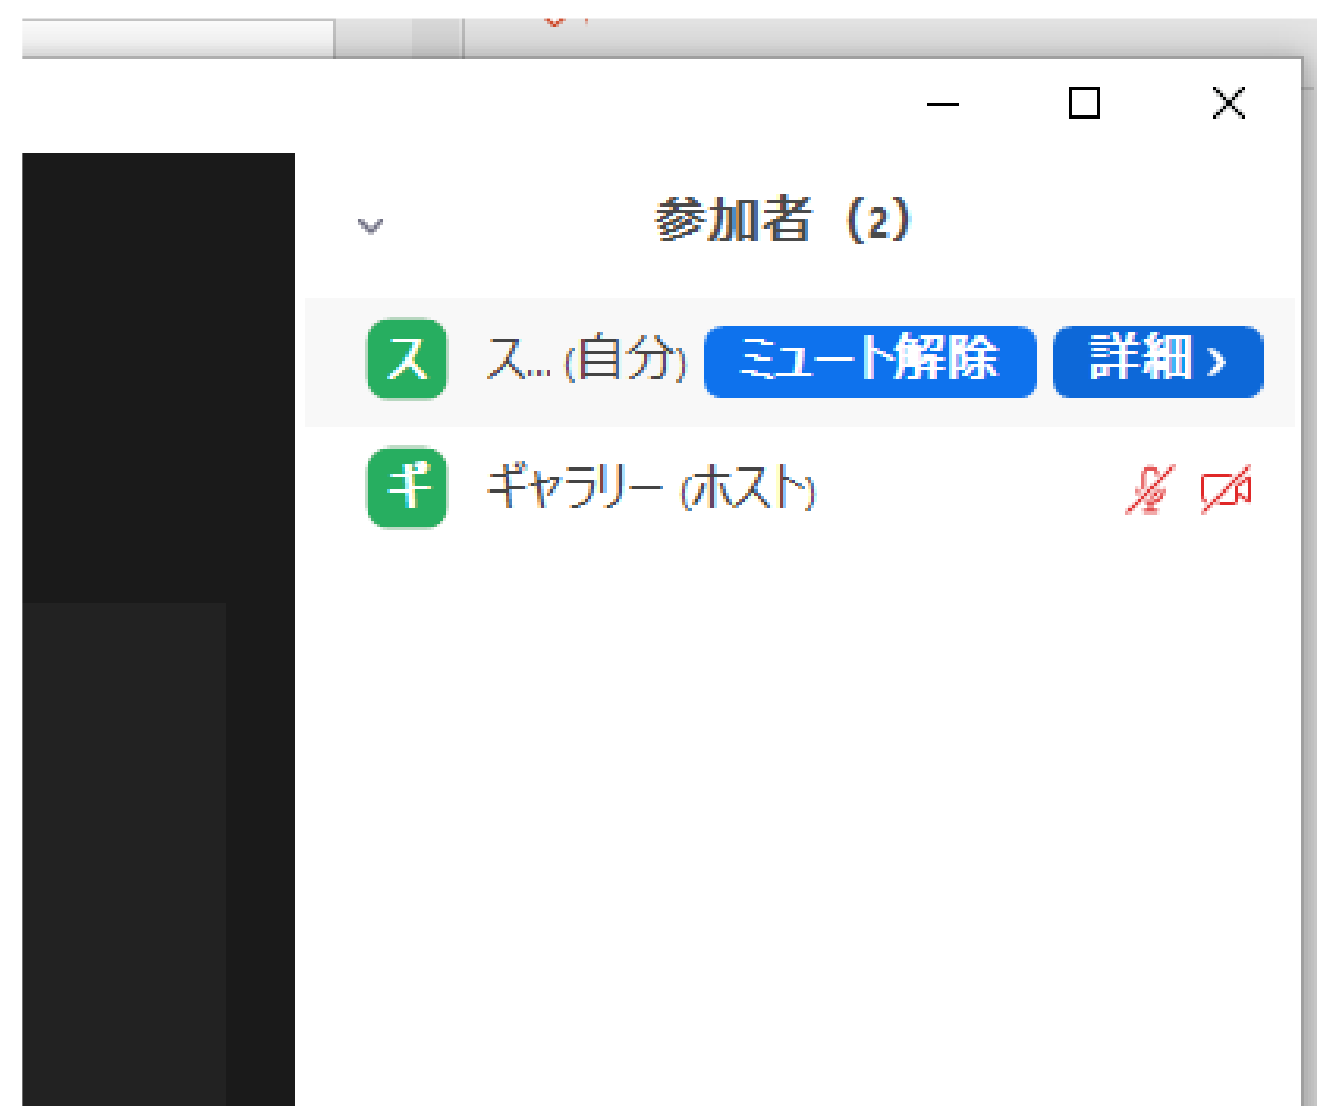 参加者（2）
ス ス... (自分) ミュート解除 詳細 ›
ギ ギャラリー (ホスト)